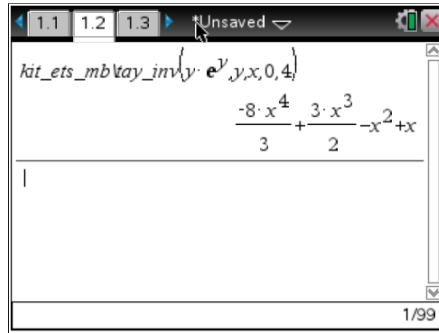 1.1 1.2 1.3 *Unsaved
kit_ets_mb\tay_inv(y·e^y,y,x,0,4)
-8·x^4/3 + 3·x^3/2 -x^2+x
1/99